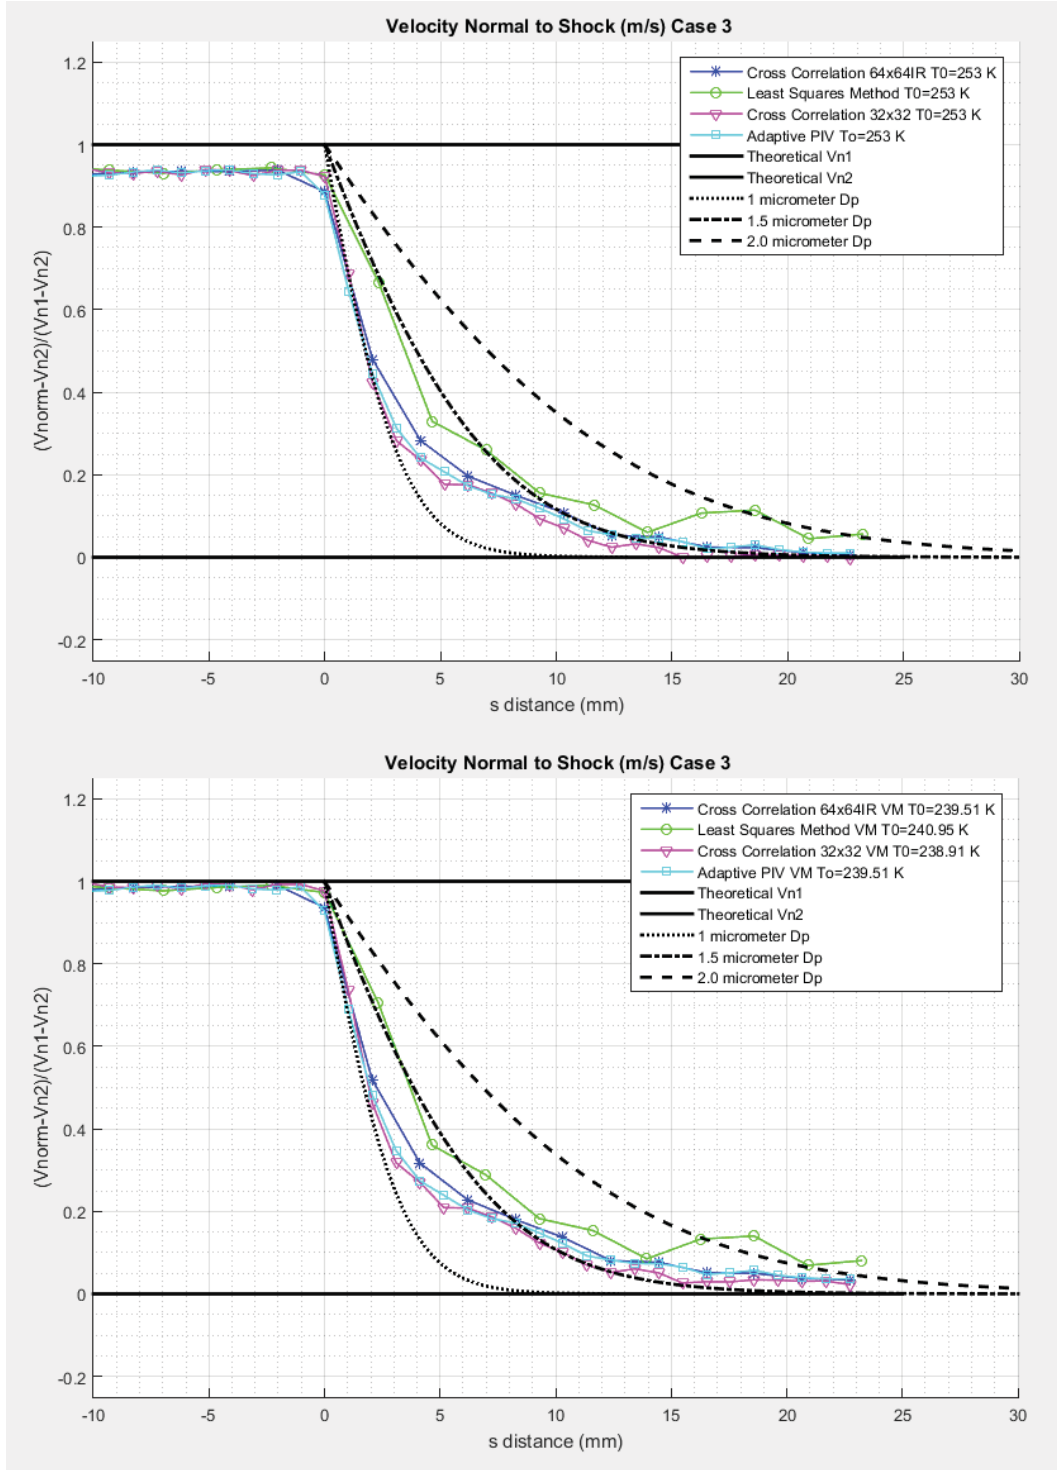 Velocity Normal to Shock (m/s) Case 3
1.2
1
0.8
0.6
0.4
0.2
0
-0.2
(Vnorm-Vn2)/(Vn1-Vn2)
Cross Correlation 64x64IR T0=253 K
Least Squares Method T0=253 K
Cross Correlation 32x32 T0=253 K
Adaptive PIV To=253 K
Theoretical Vn1
Theoretical Vn2
1 micrometer Dp
1.5 micrometer Dp
2.0 micrometer Dp
-10 -5 0 5 10 15 20 25 30
s distance (mm)
Velocity Normal to Shock (m/s) Case 3
1.2
1
0.8
0.6
0.4
0.2
0
-0.2
(Vnorm-Vn2)/(Vn1-Vn2)
Cross Correlation 64x64IR VM T0=239.51 K
Least Squares Method VM T0=240.95 K
Cross Correlation 32x32 VM T0=238.91 K
Adaptive PIV VM To=239.51 K
Theoretical Vn1
Theoretical Vn2
1 micrometer Dp
1.5 micrometer Dp
2.0 micrometer Dp
-10 -5 0 5 10 15 20 25 30
s distance (mm)